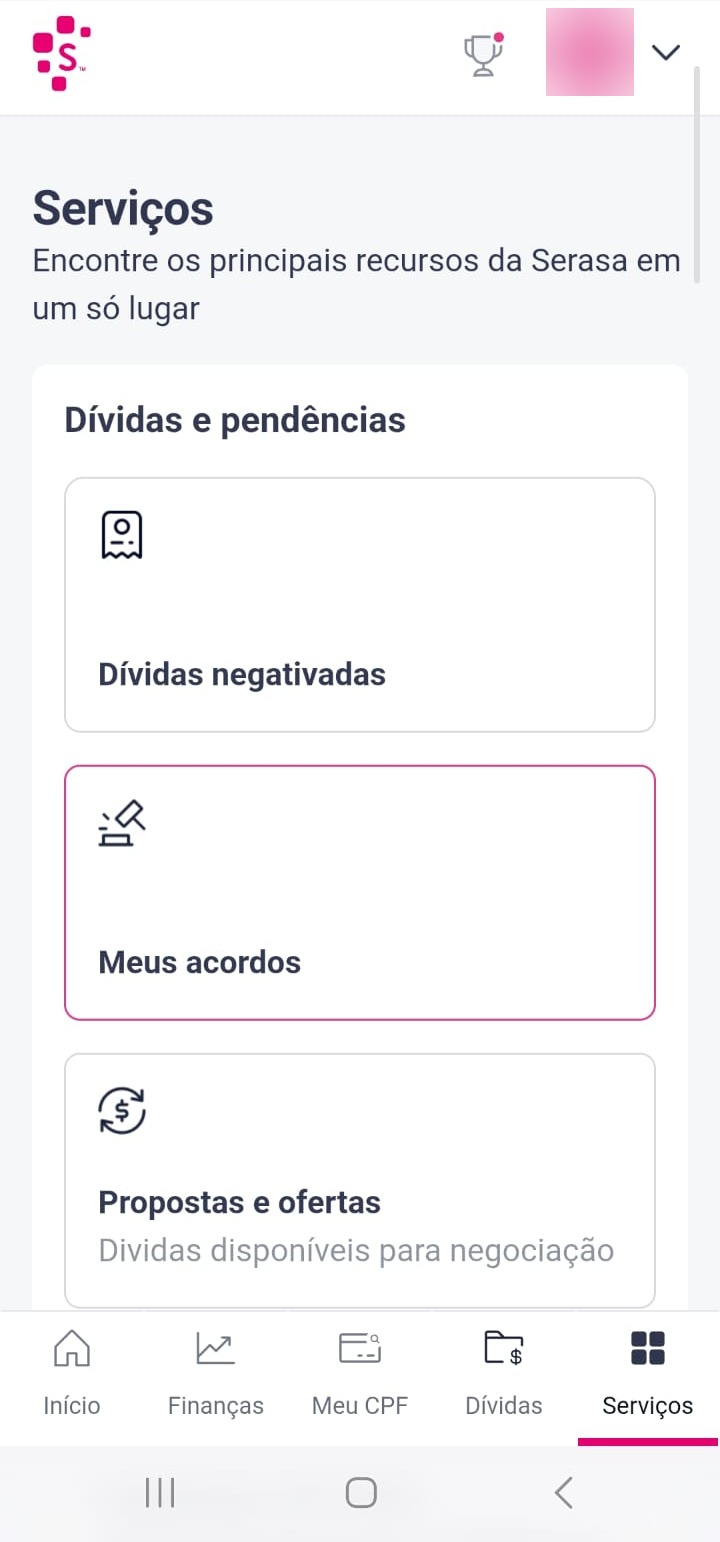 S
Serviços
Encontre os principais recursos da Serasa em
um só lugar
Dívidas e pendências
Dívidas negativadas
Meus acordos
$
Propostas e ofertas
Dividas disponíveis para negociação
$
Início
Finanças
Meu CPF
Dívidas
Serviços